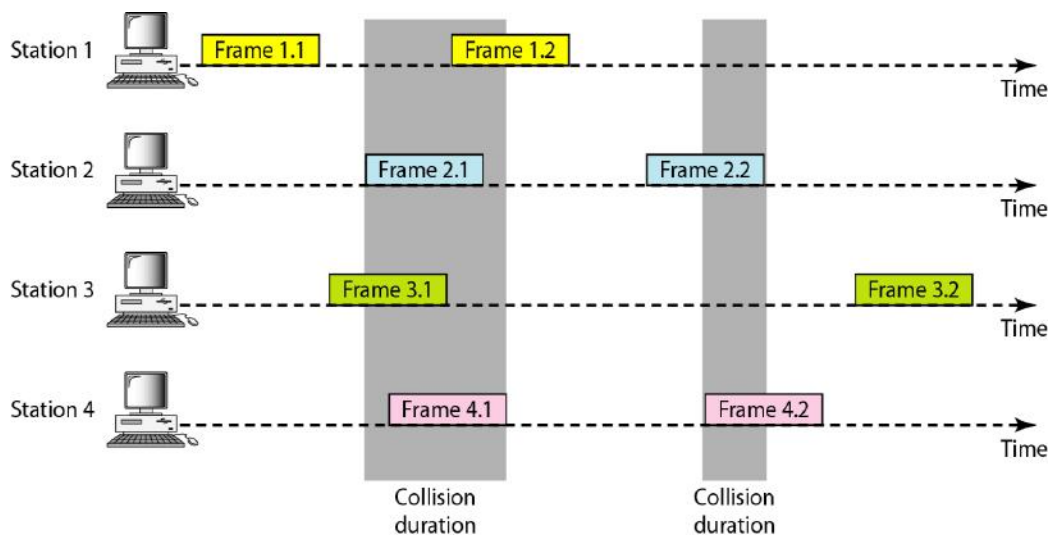 Station 1
Frame 1.1
Frame 1.2
Time
Station 2
Frame 2.1
Frame 2.2
Time
Station 3
Frame 3.1
Frame 3.2
Time
Station 4
Frame 4.1
Frame 4.2
Time
Collision
duration
Collision
duration